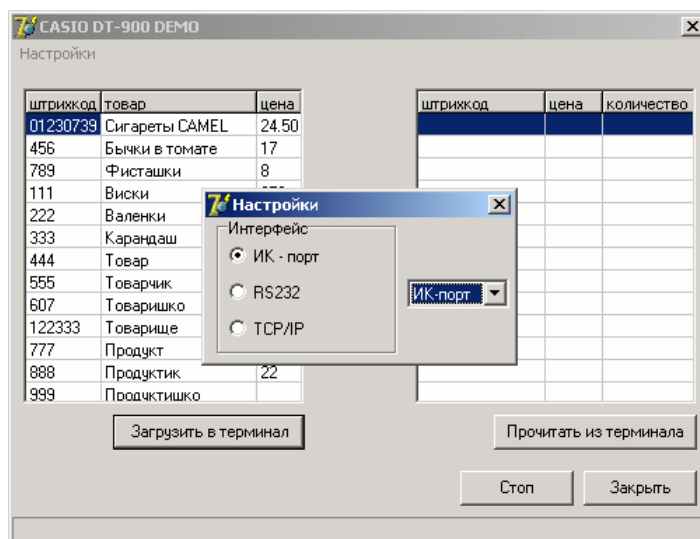 CASIO DT-900 DEMO
Настройки
штрихкод товар цена
01230739 Сигареты CAMEL 24.50
456 Бычки в томате 17
789 Фисташки 8
111 Виски
222 Валенки
333 Карандаш
444 Товар
555 Товарчик
607 Товаришко
122333 Товарище
777 Продукт
888 Продуктик 22
999 Продуктишко
штрихкод цена количество
Настройки
Интерфейс
ИК - порт
RS232
TCP/IP
ИК-порт
Загрузить в терминал
Прочитать из терминала
Стоп
Закрыть